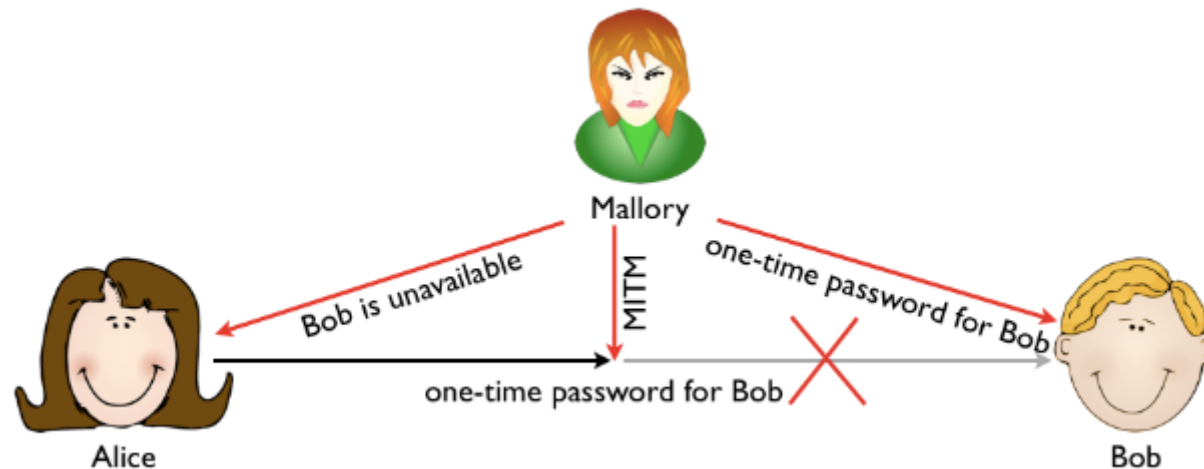 Mallory
Bob is unavailable
MITM
one-time password for Bob
one-time password for Bob
Alice
Bob